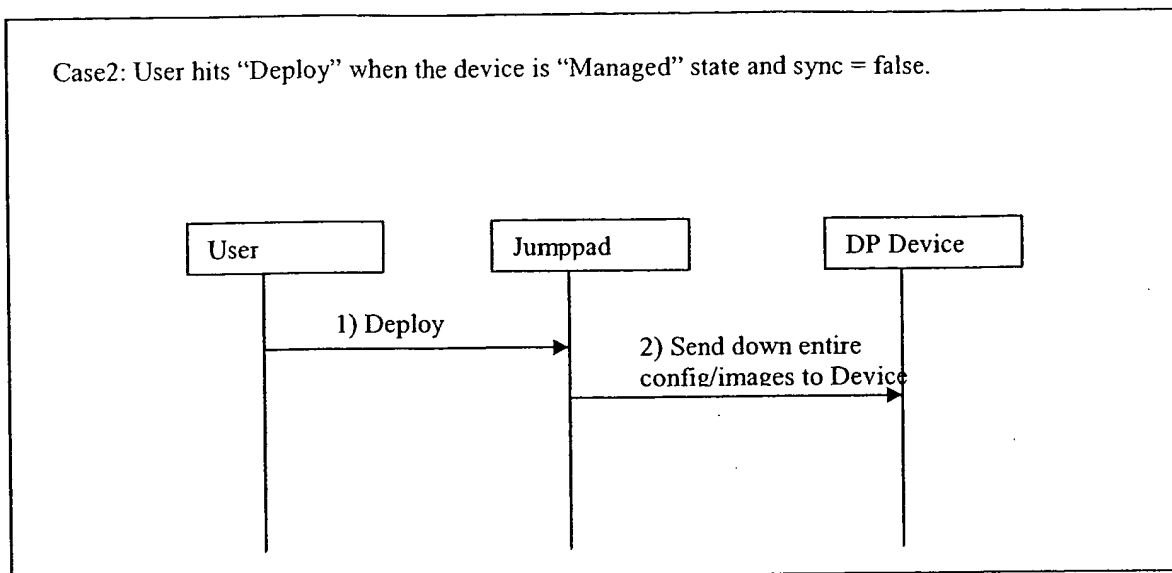 Case2: User hits “Deploy” when the device is “Managed” state and sync = false.
User
Jumppad
DP Device
1) Deploy
2) Send down entire
config/images to Device